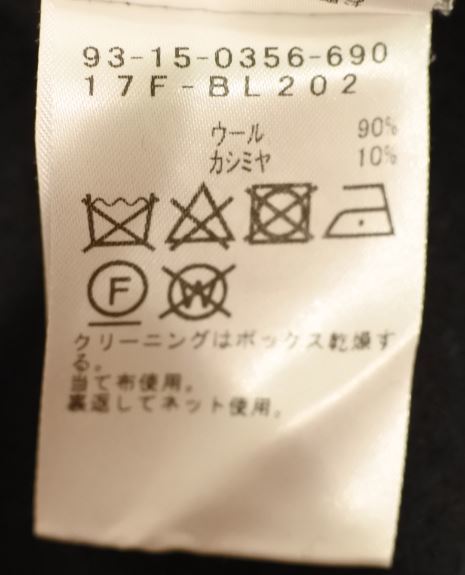 93-15-0356-690
17F-BL202
ウール 90%
カシミヤ 10%
F W
クリーニングはボックス乾燥す
る。
当て布使用。
裏返してネット使用。